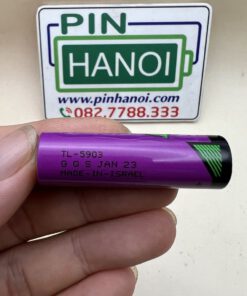 PIN
HANOI
www.pinhanoi.com
082.7788.333
TL-5903
G G S JAN 23
MADE-IN-ISRAEL